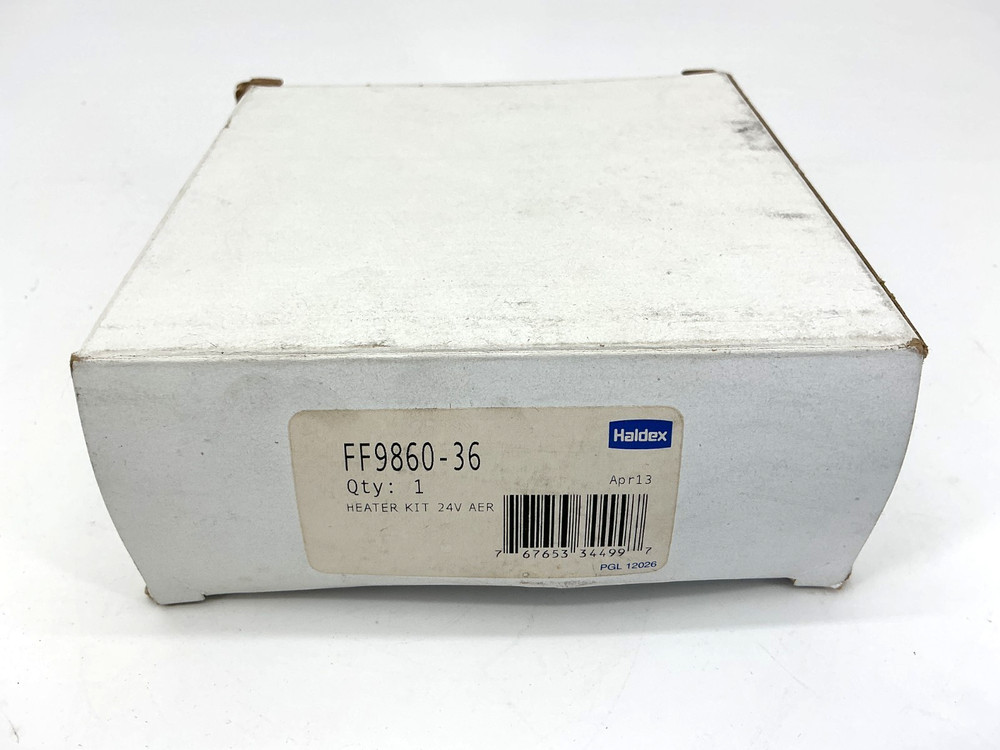 Haldex
FF9860-36
Qty: 1
Apr13
HEATER KIT 24V AER
7 67653 34499 7
PGL 12026